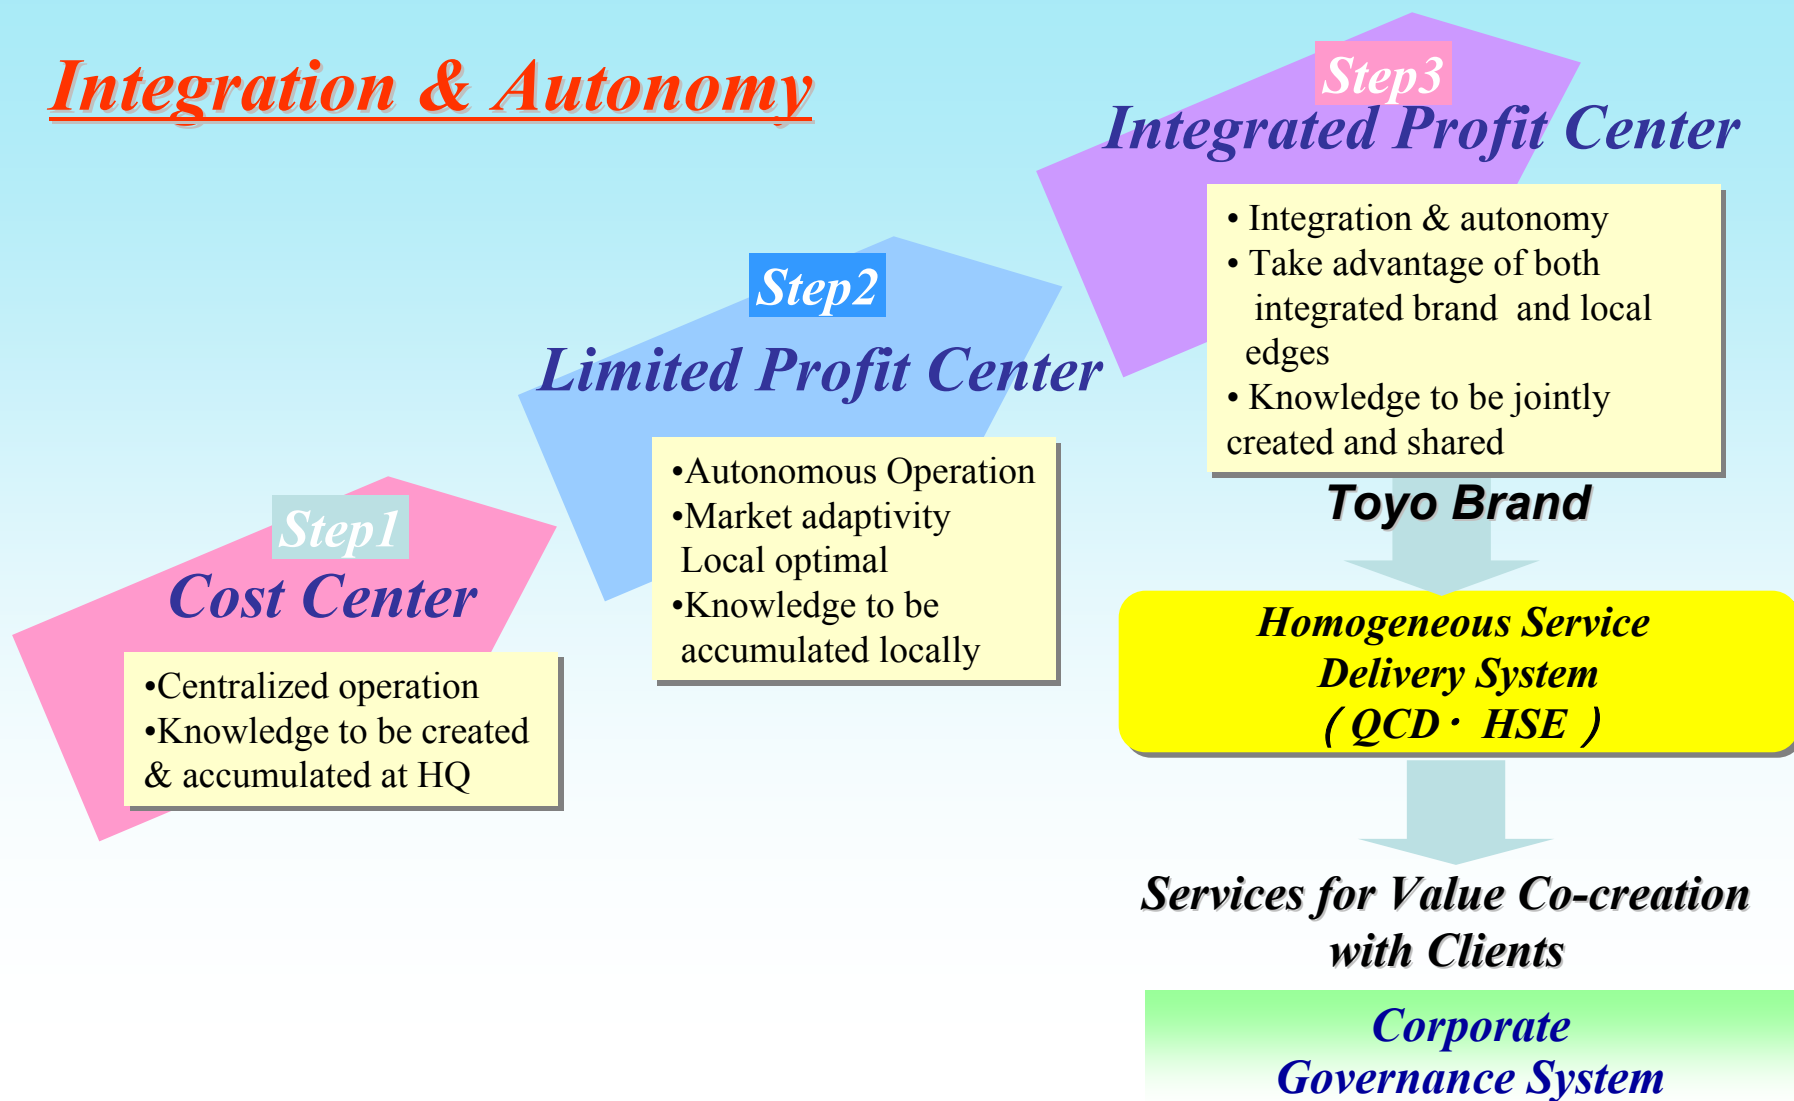 Integration & Autonomy
Step1
Cost Center
•Centralized operation
•Knowledge to be created
& accumulated at HQ
Step2
Limited Profit Center
•Autonomous Operation
•Market adaptivity
Local optimal
•Knowledge to be
accumulated locally
Step3
Integrated Profit Center
• Integration & autonomy
• Take advantage of both
integrated brand and local
edges
• Knowledge to be jointly
created and shared
Toyo Brand
Homogeneous Service
Delivery System
（QCD・ HSE ）
Services for Value Co-creation
with Clients
Corporate
Governance System